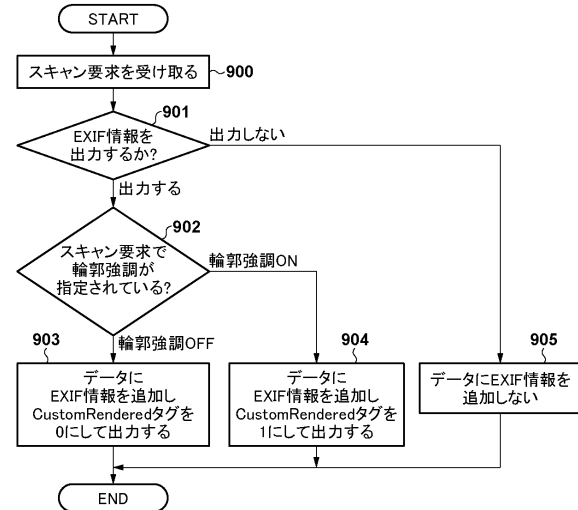 START
スキャン要求を受け取る
900
901
EXIF情報を
出力するか?
出力しない
出力する
902
スキャン要求で
輪郭強調が
指定されている?
輪郭強調ON
903
輪郭強調OFF
904
905
データに
EXIF情報を追加し
CustomRenderedタグを
0にして出力する
データに
EXIF情報を追加し
CustomRenderedタグを
1にして出力する
データにEXIF情報を
追加しない
END